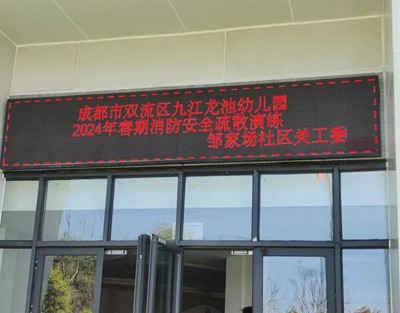 成都市双流区九江龙池幼儿园
2024年春期消防安全疏散演练
邹家场社区关工委